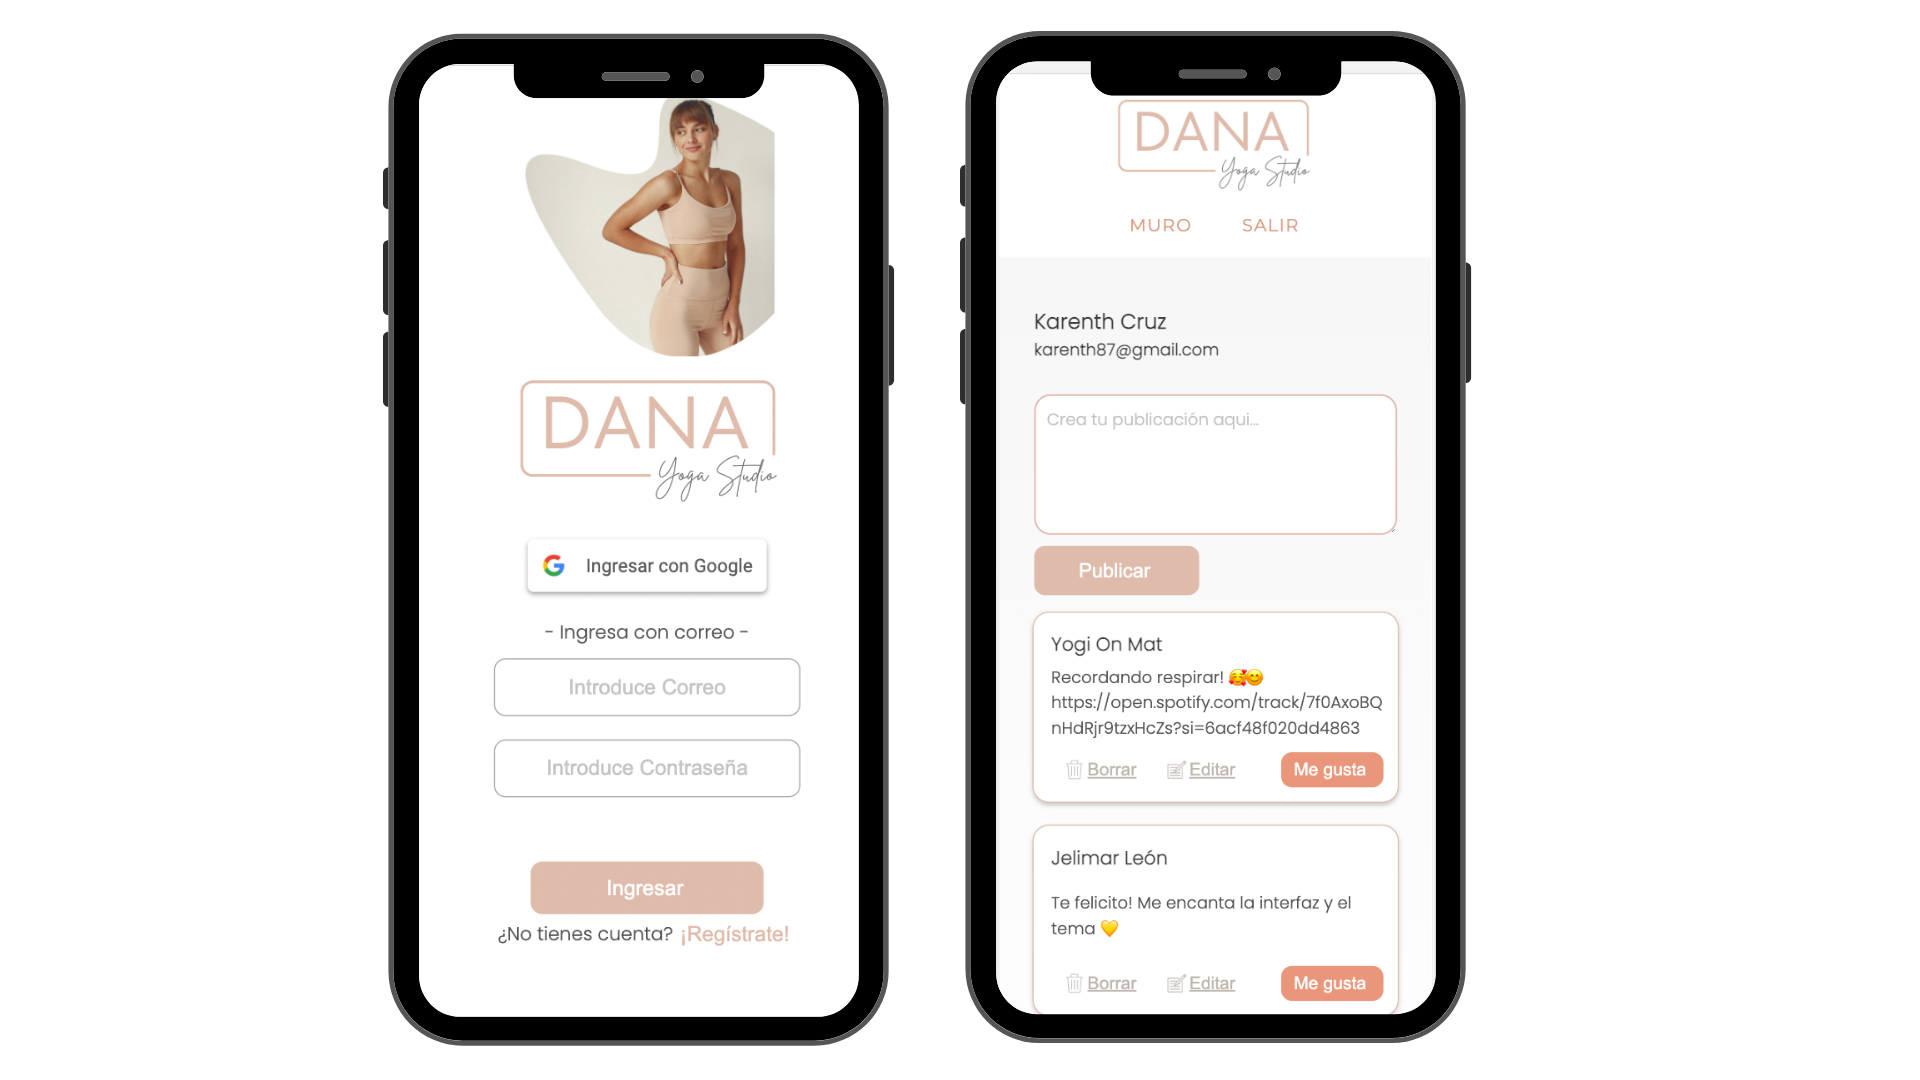 DANA
Yoga Studio
Ingresar con Google
- Ingresa con correo -
Introduce Correo
Introduce Contraseña
Ingresar
¿No tienes cuenta? ¡Regístrate!
DANA
Yoga Studio
MURO SALIR
Karenth Cruz
karenth87@gmail.com
Crea tu publicación aqui...
Publicar
Yogi On Mat
Recordando respirar! 🥰😊
https://open.spotify.com/track/7f0AxoBQ
nHdRjr9tzxHcZs?si=6acf48f020dd4863
Borrar Editar Me gusta
Jelimar León
Te felicito! Me encanta la interfaz y el
tema 💛
Borrar Editar Me gusta